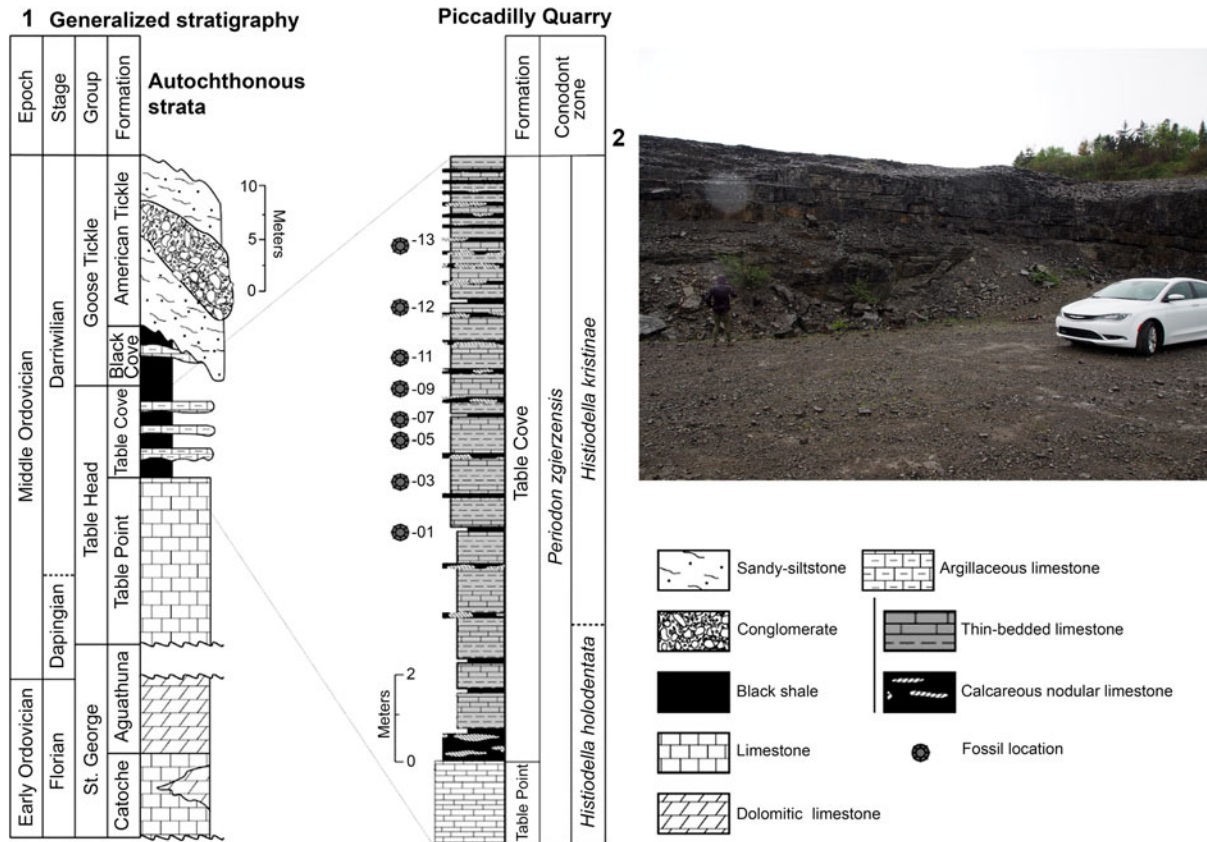 1 Generalized stratigraphy
Epoch
Stage
Group
Formation
Autochthonous
strata
Middle Ordovician
Early Ordovician
Darriwilian
Dapingian
Florian
Goose Tickle
Table Head
St. George
American Tickle
Black
Cove
Table Cove
Table Point
Aguathuna
Catoche
10
5
0
Meters
Piccadilly Quarry
Formation
Conodont
zone
-13
-12
-11
-09
-07
-05
-03
-01
2
0
Meters
Table Cove
Table Point
Periodon zgierzensis
Histiodella kristinae
Histiodella holodentata
2
Sandy-siltstone
Argillaceous limestone
Conglomerate
Thin-bedded limestone
Black shale
Calcareous nodular limestone
Limestone
Fossil location
Dolomitic limestone